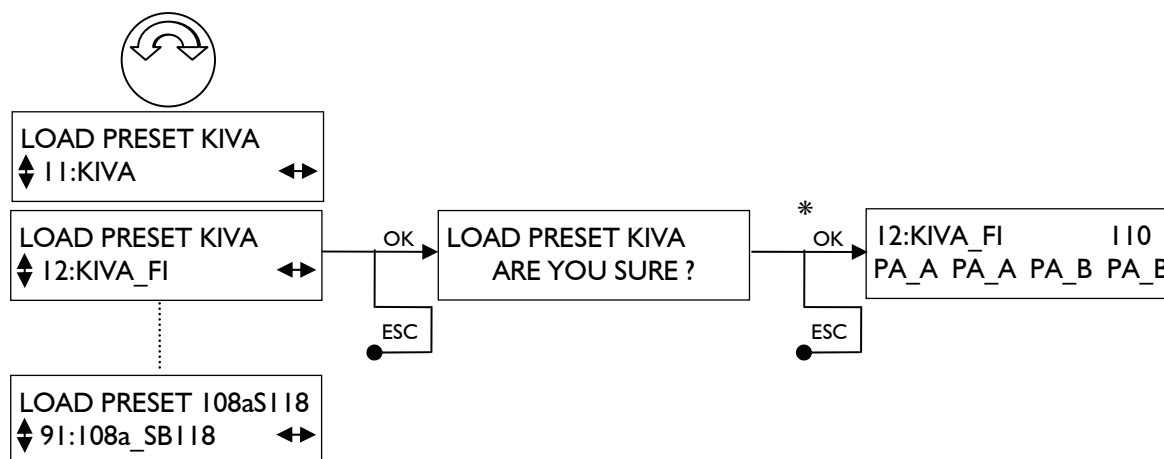 LOAD PRESET KIVA
11:KIVA
LOAD PRESET KIVA
12:KIVA_FI
OK
ESC
LOAD PRESET KIVA
ARE YOU SURE ?
*
OK
ESC
12:KIVA_FI 110
PA_A PA_A PA_B PA_B
LOAD PRESET 108aS118
91:108a_SB118